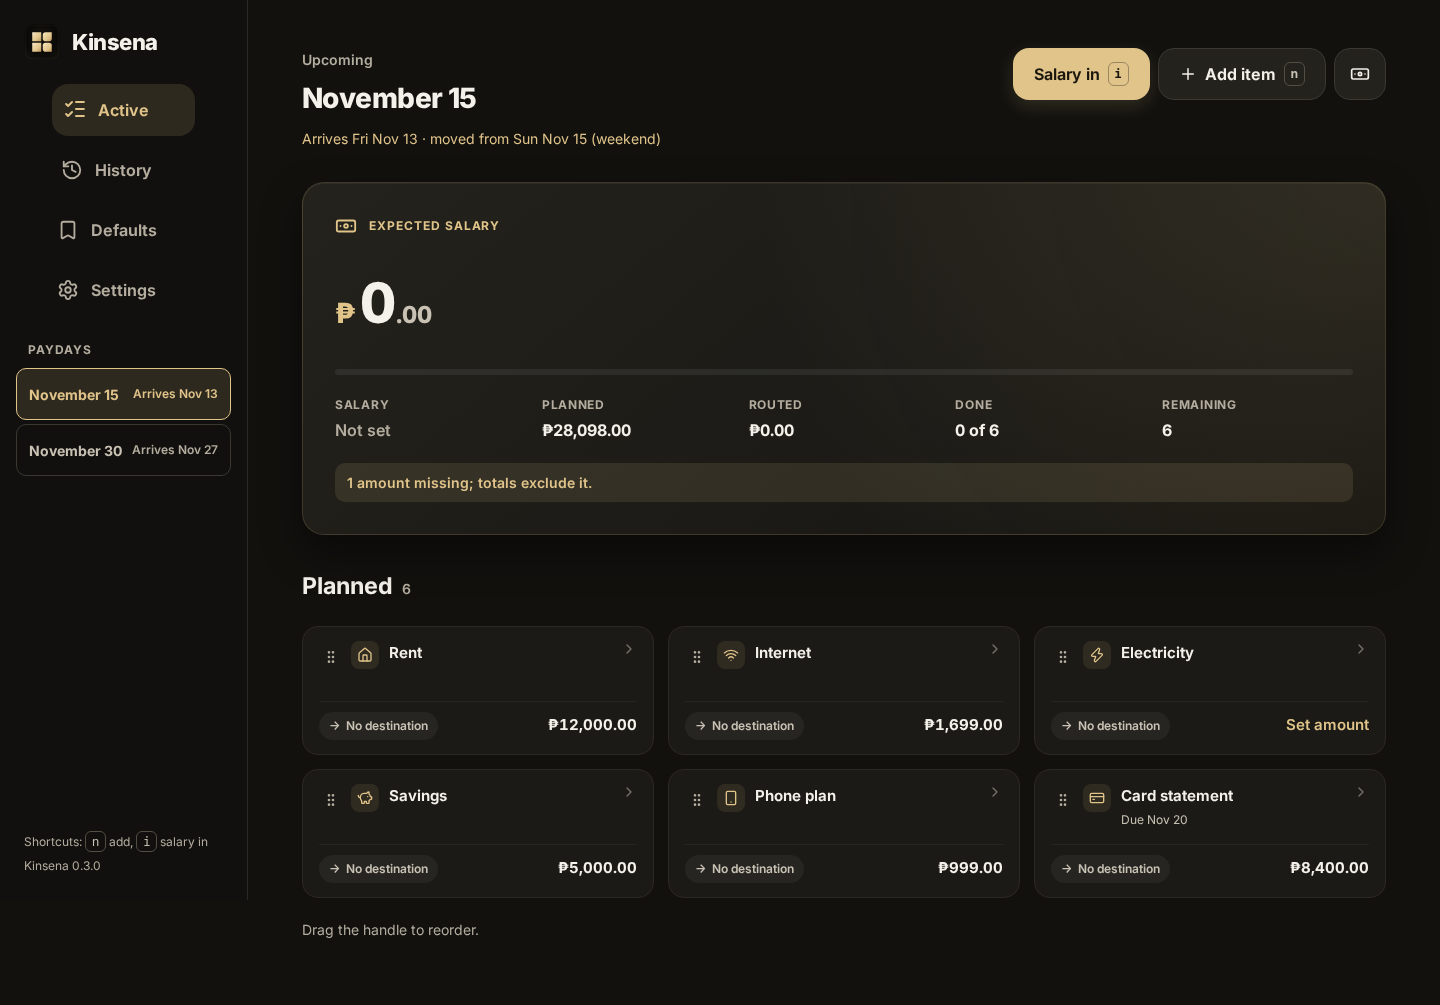 Kinsena
Active
History
Defaults
Settings
PAYDAYS
November 15 Arrives Nov 13
November 30 Arrives Nov 27
Shortcuts: n add, i salary in
Kinsena 0.3.0
Upcoming
November 15
Arrives Fri Nov 13 · moved from Sun Nov 15 (weekend)
Salary in i
Add item n
EXPECTED SALARY
₱0.00
SALARY PLANNED ROUTED DONE REMAINING
Not set ₱28,098.00 ₱0.00 0 of 6 6
1 amount missing; totals exclude it.
Planned 6
Rent
→ No destination ₱12,000.00
Internet
→ No destination ₱1,699.00
Electricity
→ No destination Set amount
Savings
→ No destination ₱5,000.00
Phone plan
→ No destination ₱999.00
Card statement
Due Nov 20
→ No destination ₱8,400.00
Drag the handle to reorder.